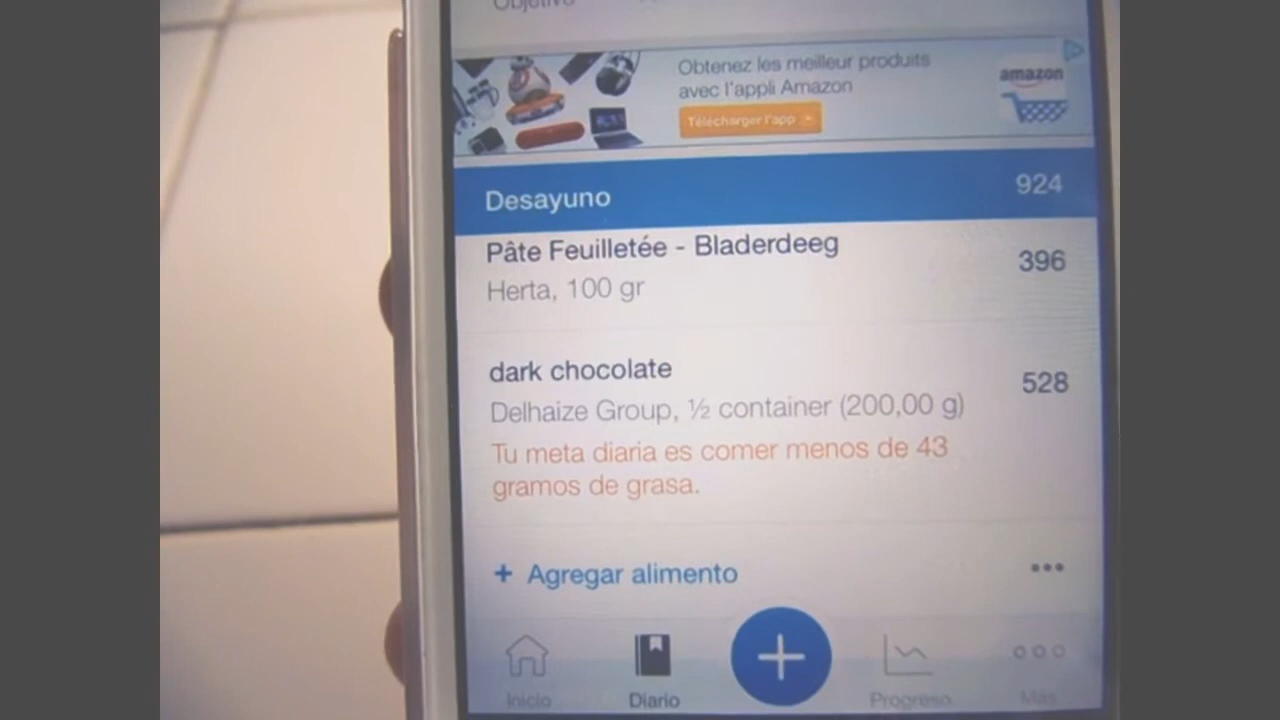 Objetivo
Obtenez les meilleur produits
avec l'appli Amazon
Télécharger l'app
amazon
Desayuno 924
Pâte Feuilletée - Bladerdeeg 396
Herta, 100 gr
dark chocolate 528
Delhaize Group, ½ container (200,00 g)
Tu meta diaria es comer menos de 43
gramos de grasa.
+ Agregar alimento
Inicio Diario Progreso Más